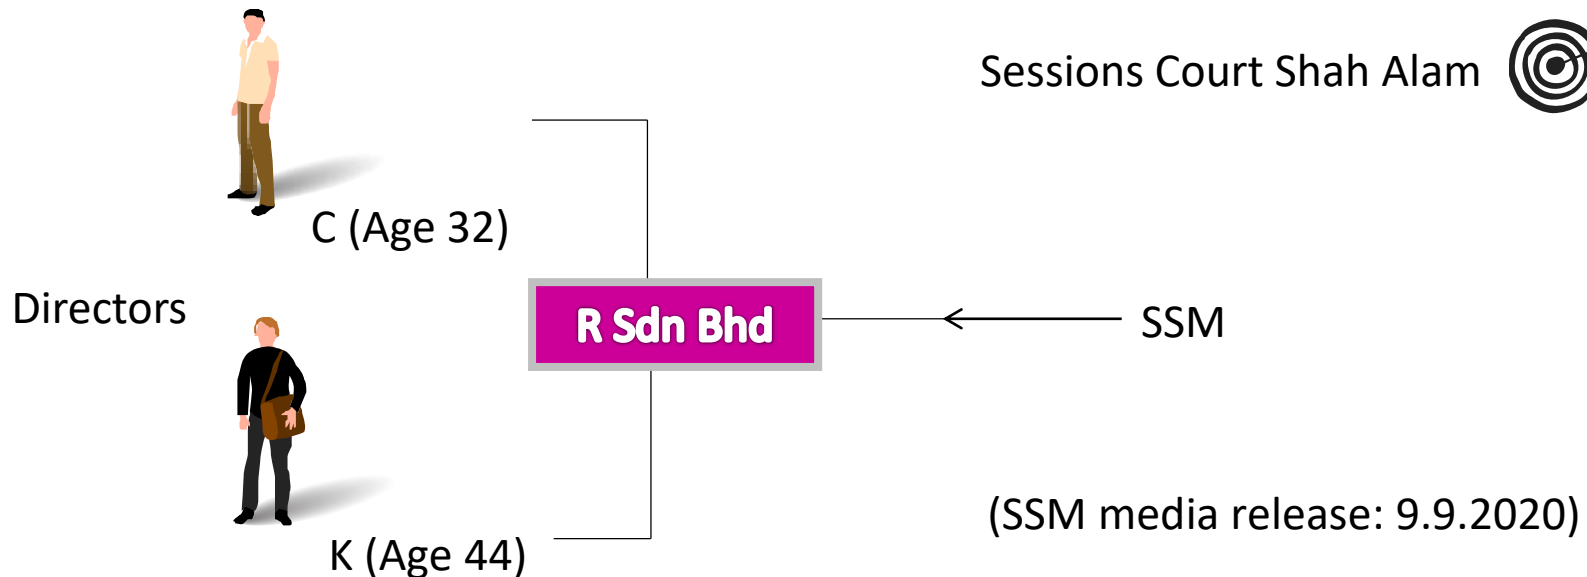 Sessions Court Shah Alam
C (Age 32)
Directors
R Sdn Bhd
SSM
K (Age 44)
(SSM media release: 9.9.2020)